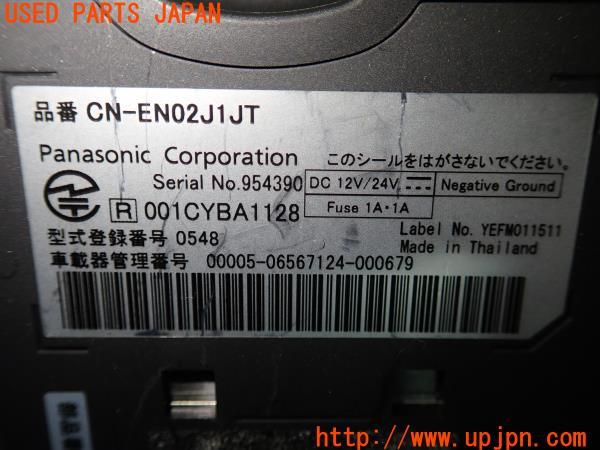 USED PARTS JAPAN
品番 CN-EN02J1JT
Panasonic Corporation
このシールをはがさないでください。
Serial No.954390
DC 12V/24V
Negative Ground
R 001CYBA1128
Fuse 1A・1A
Label No. YEFM011511
型式登録番号 0548
Made in Thailand
車載器管理番号 00005-06567124-000679
http://www.upjpn.com